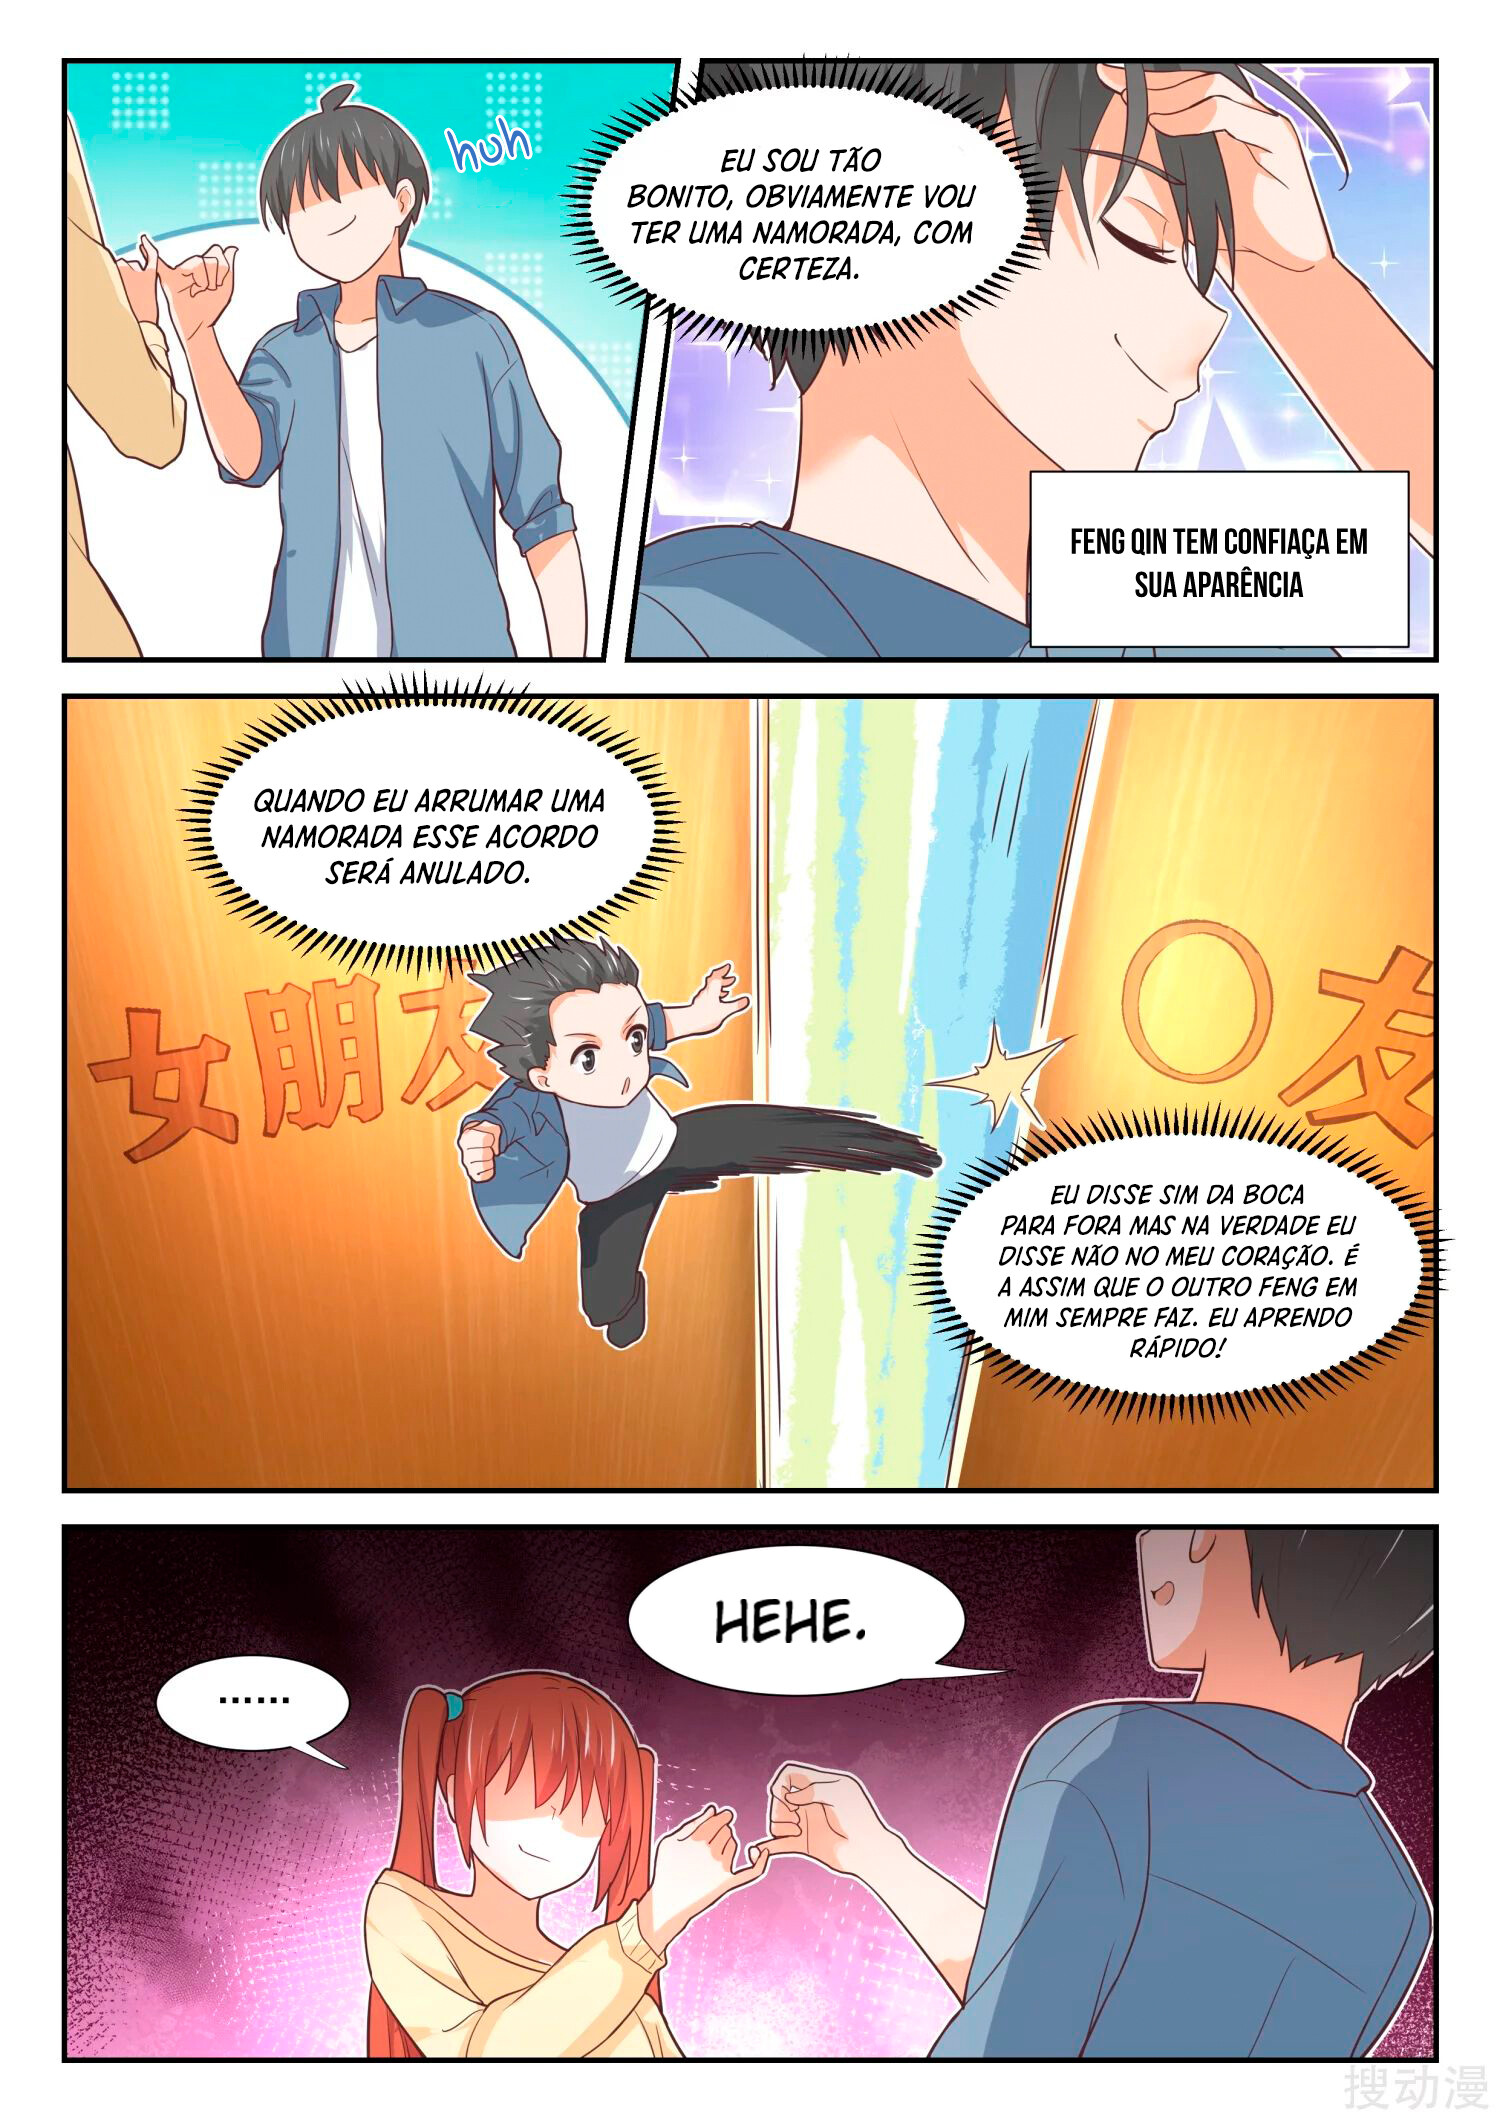 huh
EU SOU TÃO
BONITO, OBVIAMENTE VOU
TER UMA NAMORADA, COM
CERTEZA.
FENG QIN TEM CONFIAÇA EM
SUA APARÊNCIA
QUANDO EU ARRUMAR UMA
NAMORADA ESSE ACORDO
SERÁ ANULADO.
女朋友
〇友
EU DISSE SIM DA BOCA
PARA FORA MAS NA VERDADE EU
DISSE NÃO NO MEU CORAÇÃO. É
A ASSIM QUE O OUTRO FENG EM
MIM SEMPRE FAZ. EU APRENDO
RÁPIDO!
HEHE.
......
搜动漫